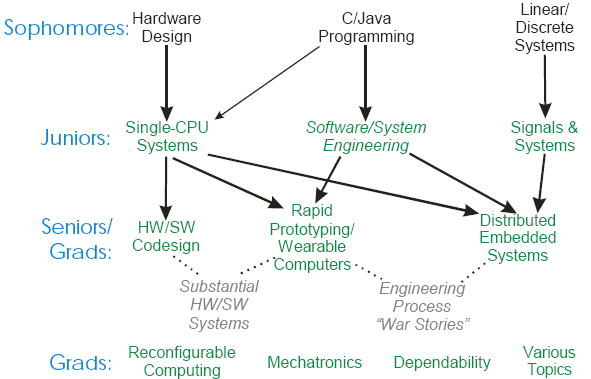 Sophomores:
Hardware
Design
C/Java
Programming
Linear/
Discrete
Systems
Juniors:
Single-CPU
Systems
Software/System
Engineering
Signals &
Systems
Seniors/
Grads:
HW/SW
Codesign
Rapid
Prototyping/
Wearable
Computers
Distributed
Embedded
Systems
Substantial
HW/SW
Systems
Engineering
Process
“War Stories”
Grads:
Reconfigurable
Computing
Mechatronics
Dependability
Various
Topics